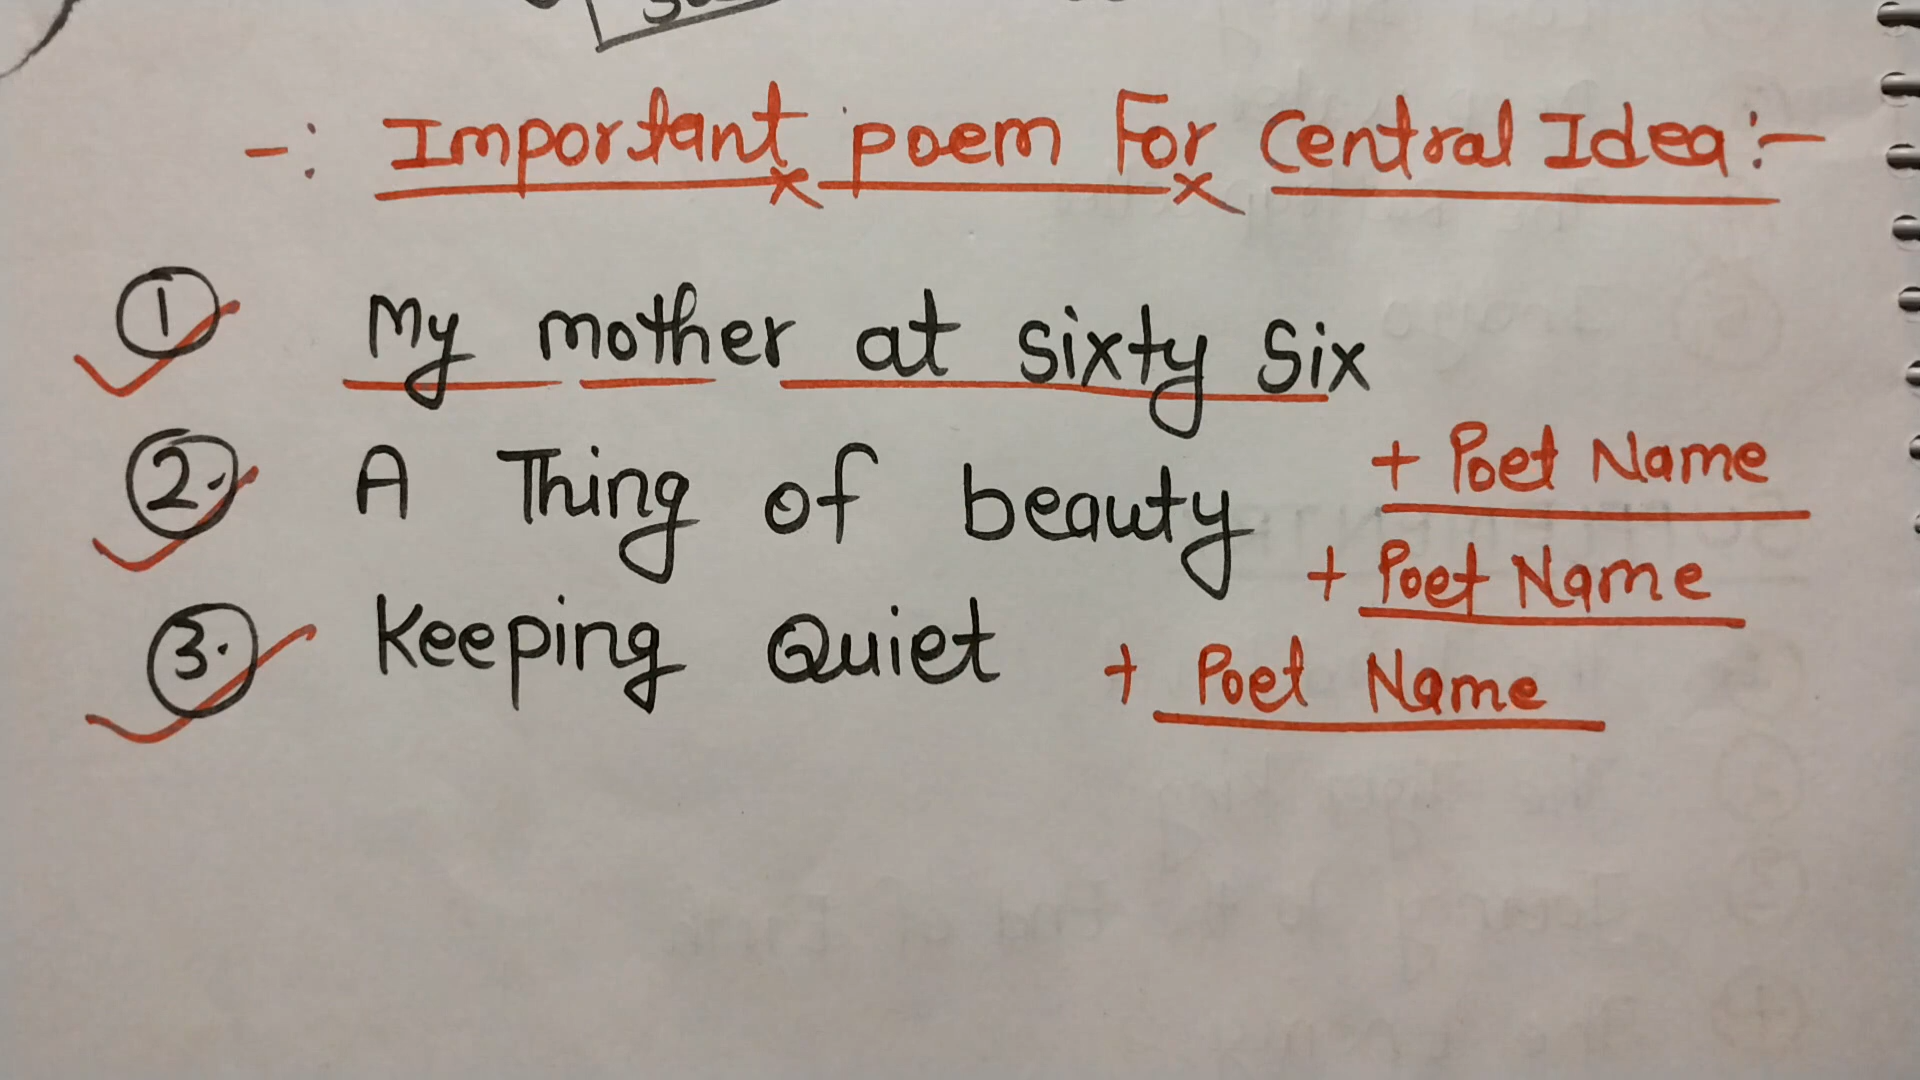 -: Important poem For Central Idea :-
1 My mother at sixty six
+ Poet Name
2. A Thing of beauty
+ Poet Name
3. Keeping Quiet + Poet Name